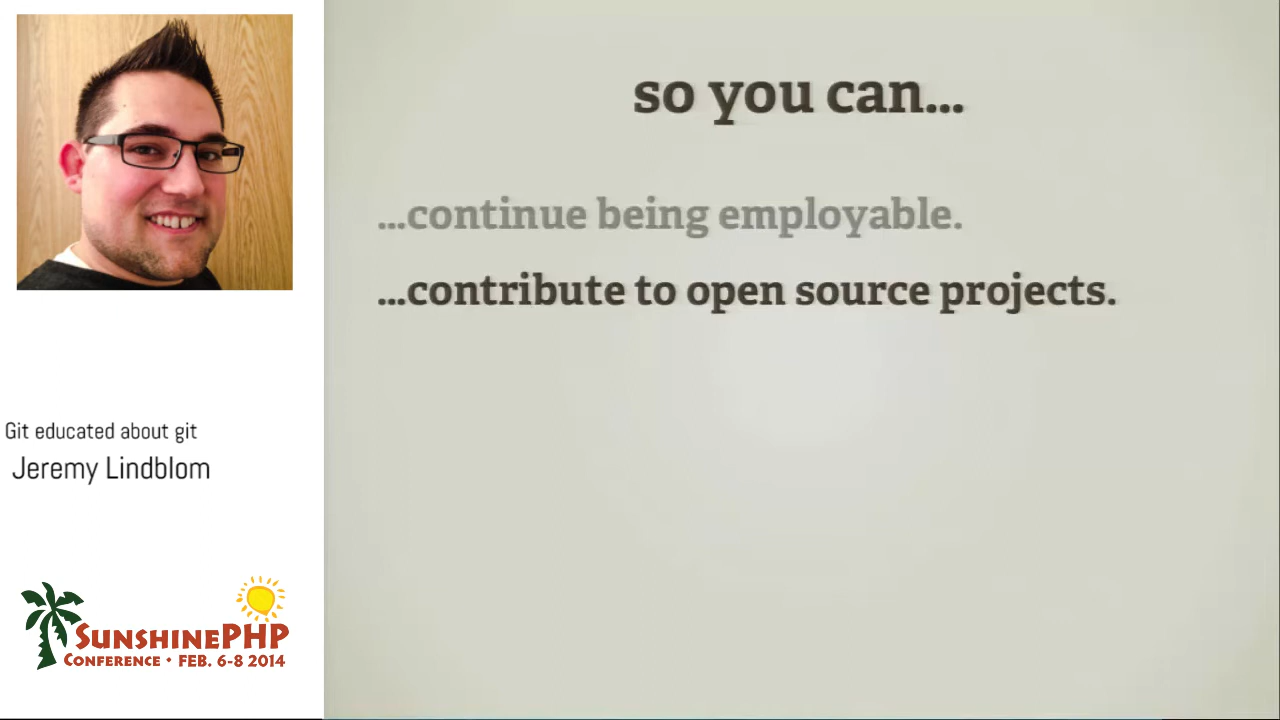 so you can...
...continue being employable.
...contribute to open source projects.
Git educated about git
Jeremy Lindblom
SUNSHINEPHP
CONFERENCE • FEB. 6-8 2014